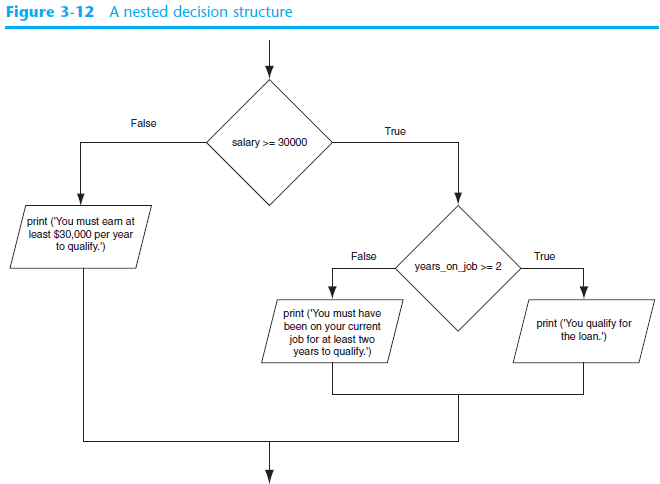 Figure 3-12 A nested decision structure
False
salary >= 30000
True
print ('You must earn at
least $30,000 per year
to qualify.')
False
years_on_job >= 2
True
print ('You must have
been on your current
job for at least two
years to qualify.')
print ('You qualify for
the loan.')